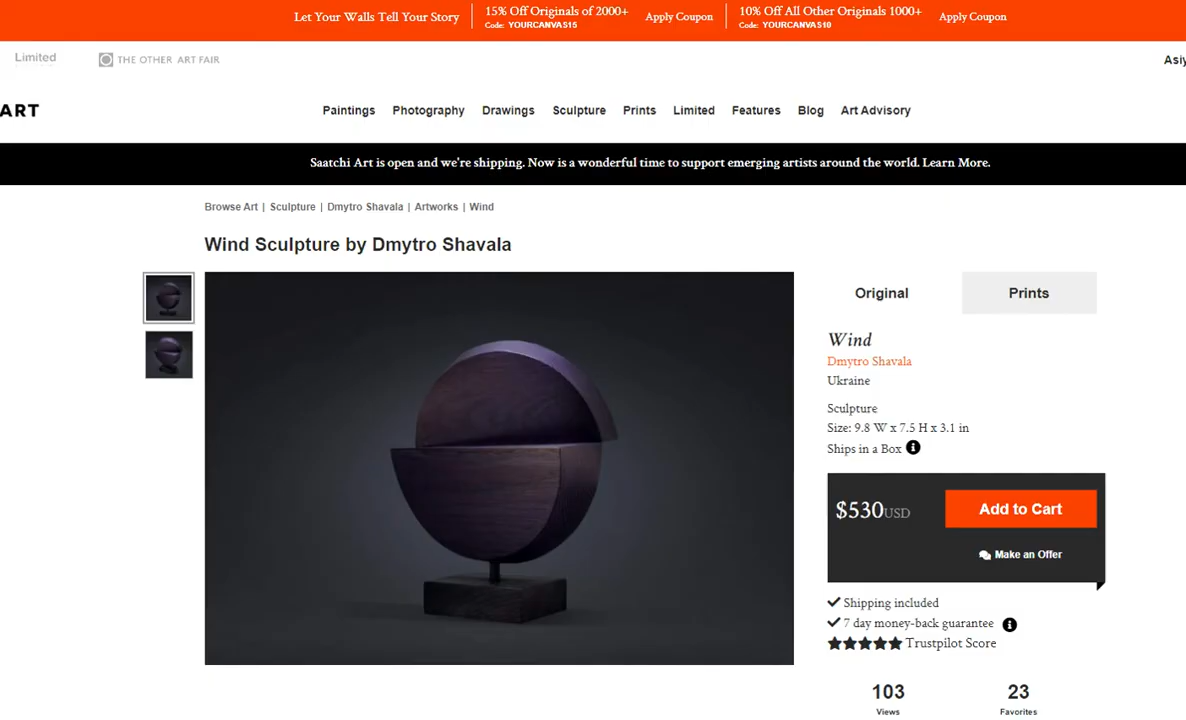 Let Your Walls Tell Your Story
15% Off Originals of 2000+
Code: YOURCANVAS15
Apply Coupon
10% Off All Other Originals 1000+
Code: YOURCANVAS10
Apply Coupon
Limited
THE OTHER ART FAIR
Asiy
ART
Paintings Photography Drawings Sculpture Prints Limited Features Blog Art Advisory
Saatchi Art is open and we're shipping. Now is a wonderful time to support emerging artists around the world. Learn More.
Browse Art | Sculpture | Dmytro Shavala | Artworks | Wind
Wind Sculpture by Dmytro Shavala
Original
Prints
Wind
Dmytro Shavala
Ukraine
Sculpture
Size: 9.8 W x 7.5 H x 3.1 in
Ships in a Box
$530USD
Add to Cart
Make an Offer
Shipping included
7 day money-back guarantee
Trustpilot Score
103
Views
23
Favorites